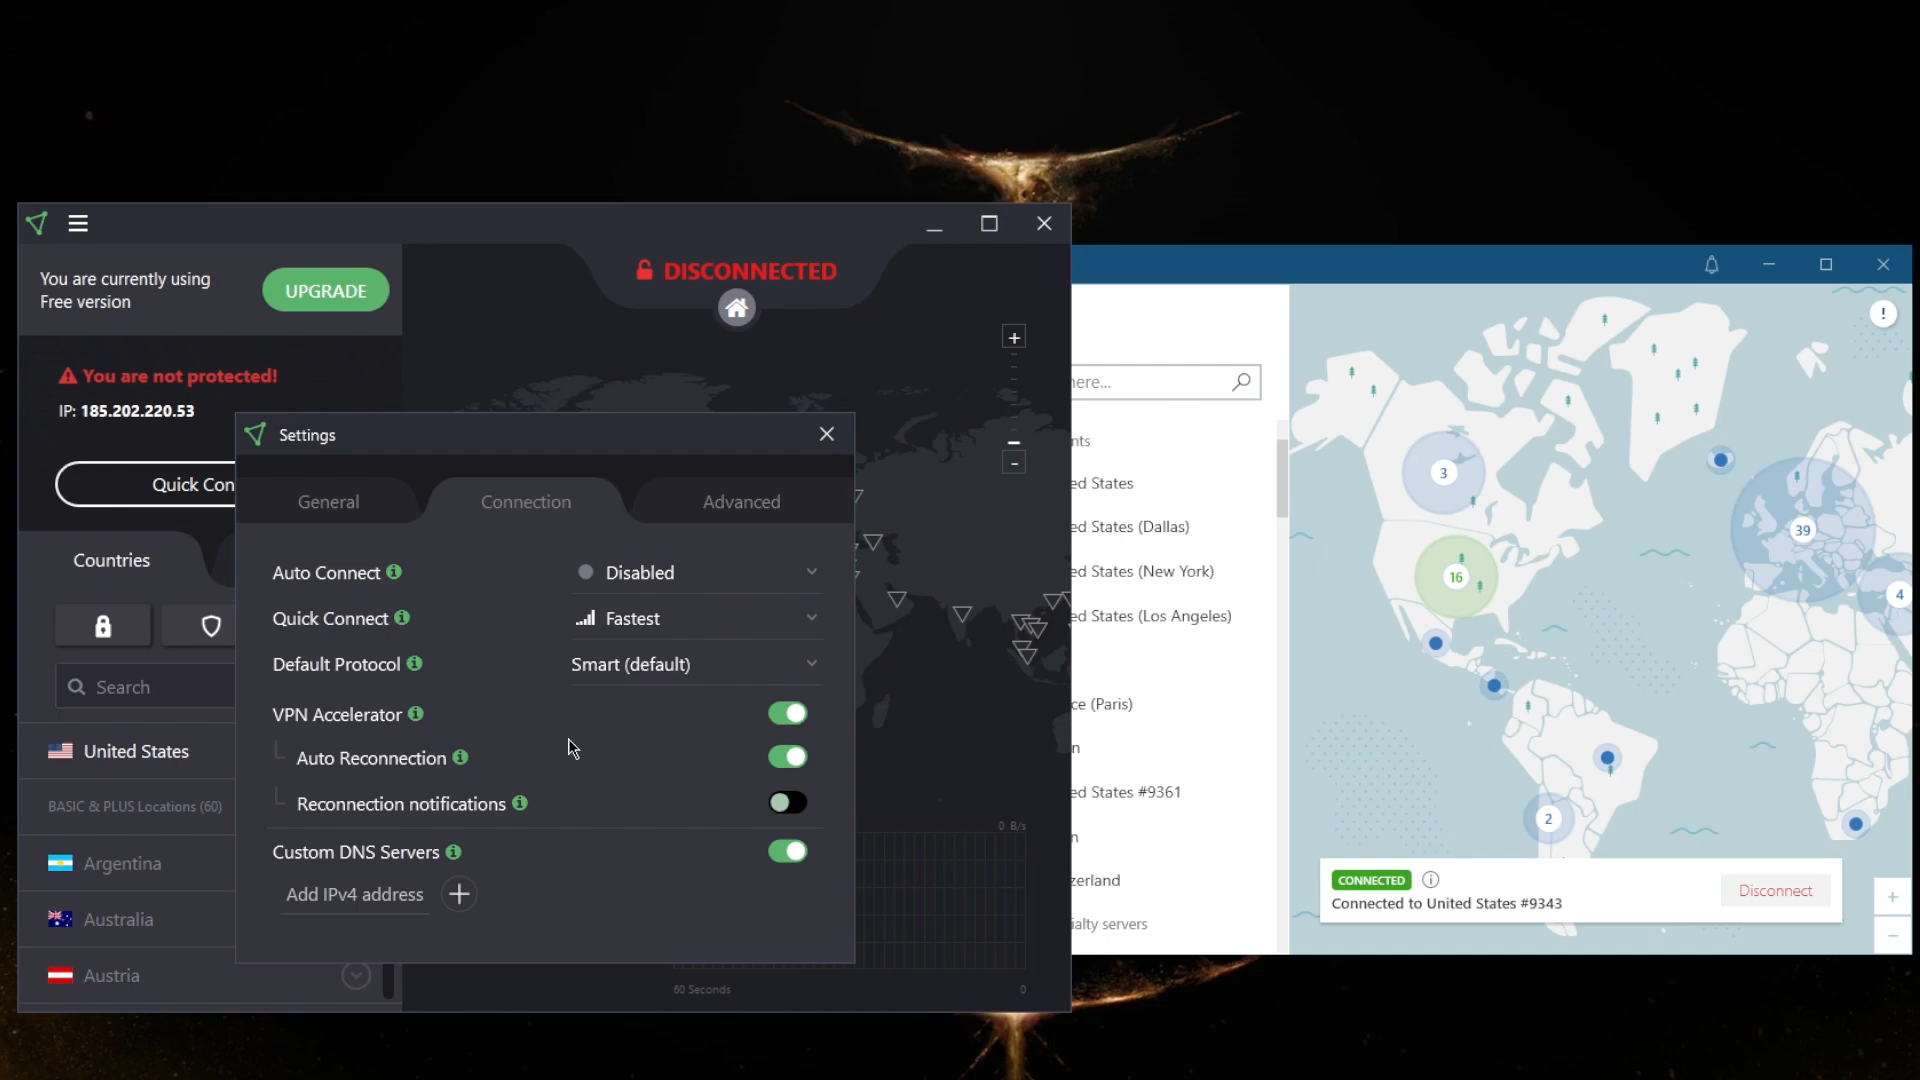 You are currently using
Free version
UPGRADE
DISCONNECTED
You are not protected!
IP: 185.202.220.53
Quick Con
Countries
Search
United States
BASIC & PLUS Locations (60)
Argentina
Australia
Austria
Settings
General
Connection
Advanced
Auto Connect
Disabled
Quick Connect
Fastest
Default Protocol
Smart (default)
VPN Accelerator
Auto Reconnection
Reconnection notifications
Custom DNS Servers
Add IPv4 address
0 B/s
60 Seconds
0
here...
nts
ed States
ed States (Dallas)
ed States (New York)
ed States (Los Angeles)
ce (Paris)
n
ed States #9361
n
zerland
ialty servers
3
16
39
4
2
CONNECTED
Connected to United States #9343
Disconnect